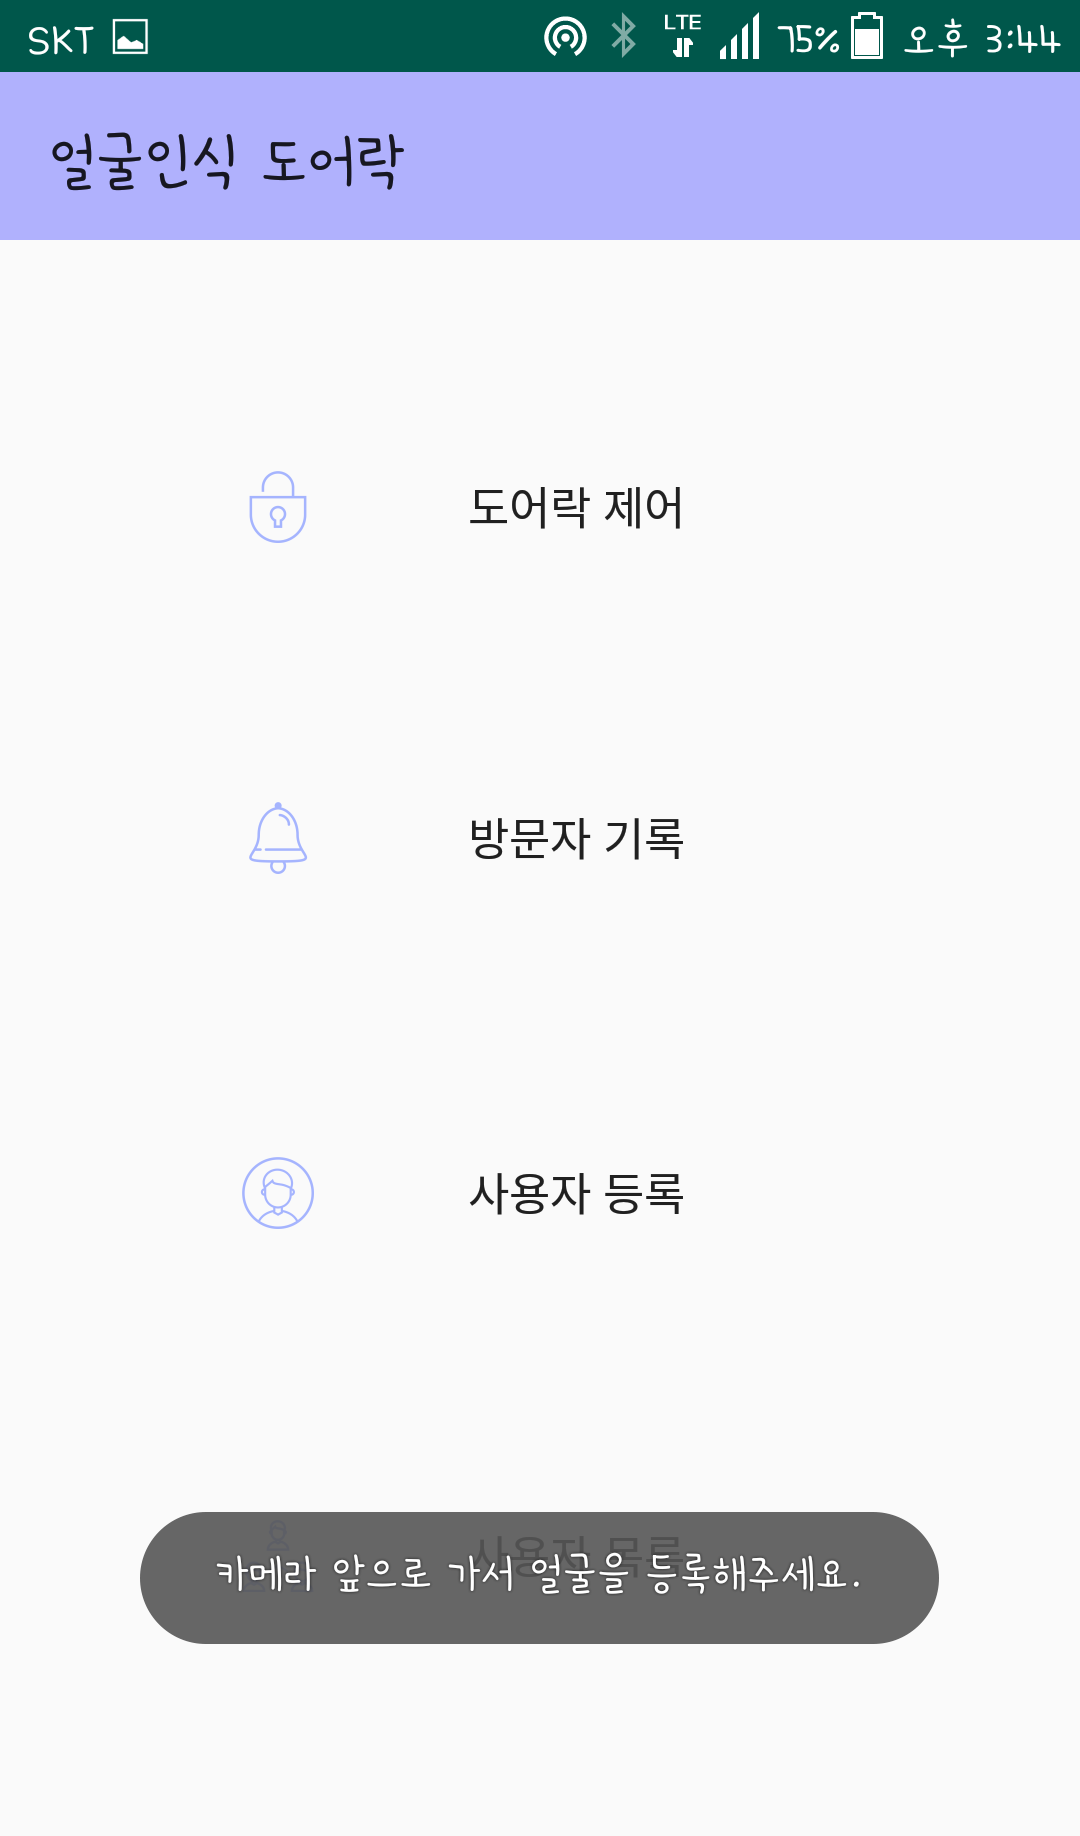 SKT LTE 75% 오후 3:44
얼굴인식 도어락
도어락 제어
방문자 기록
사용자 등록
사용자 목록
카메라 앞으로 가서 얼굴을 등록해주세요.